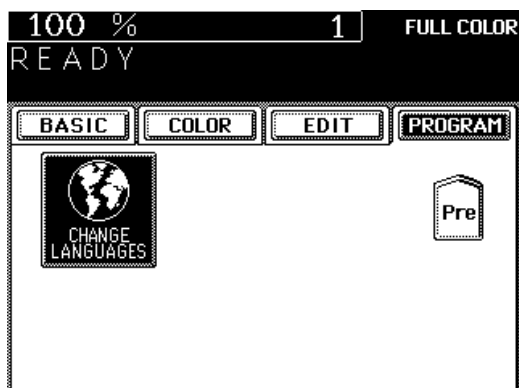 100 % 1 FULL COLOR
READY
BASIC COLOR EDIT PROGRAM
Pre
CHANGE
LANGUAGES